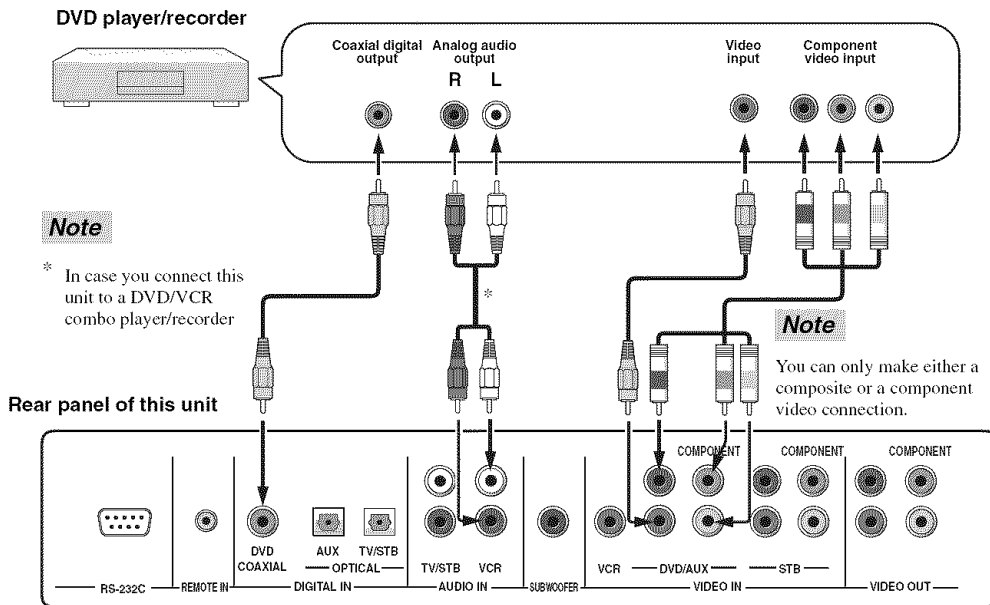 DVD player/recorder
Coaxial digital output
Analog audio output
R L
Video input
Component video input
Note
* In case you connect this
unit to a DVD/VCR
combo player/recorder
*
Note
You can only make either a
composite or a component
video connection.
Rear panel of this unit
COMPONENT COMPONENT COMPONENT
DVD AUX TV/STB
COAXIAL OPTICAL TV/STB VCR VCR DVD/AUX STB
RS-232C REMOTE IN DIGITAL IN AUDIO IN SUBWOOFER VIDEO IN VIDEO OUT